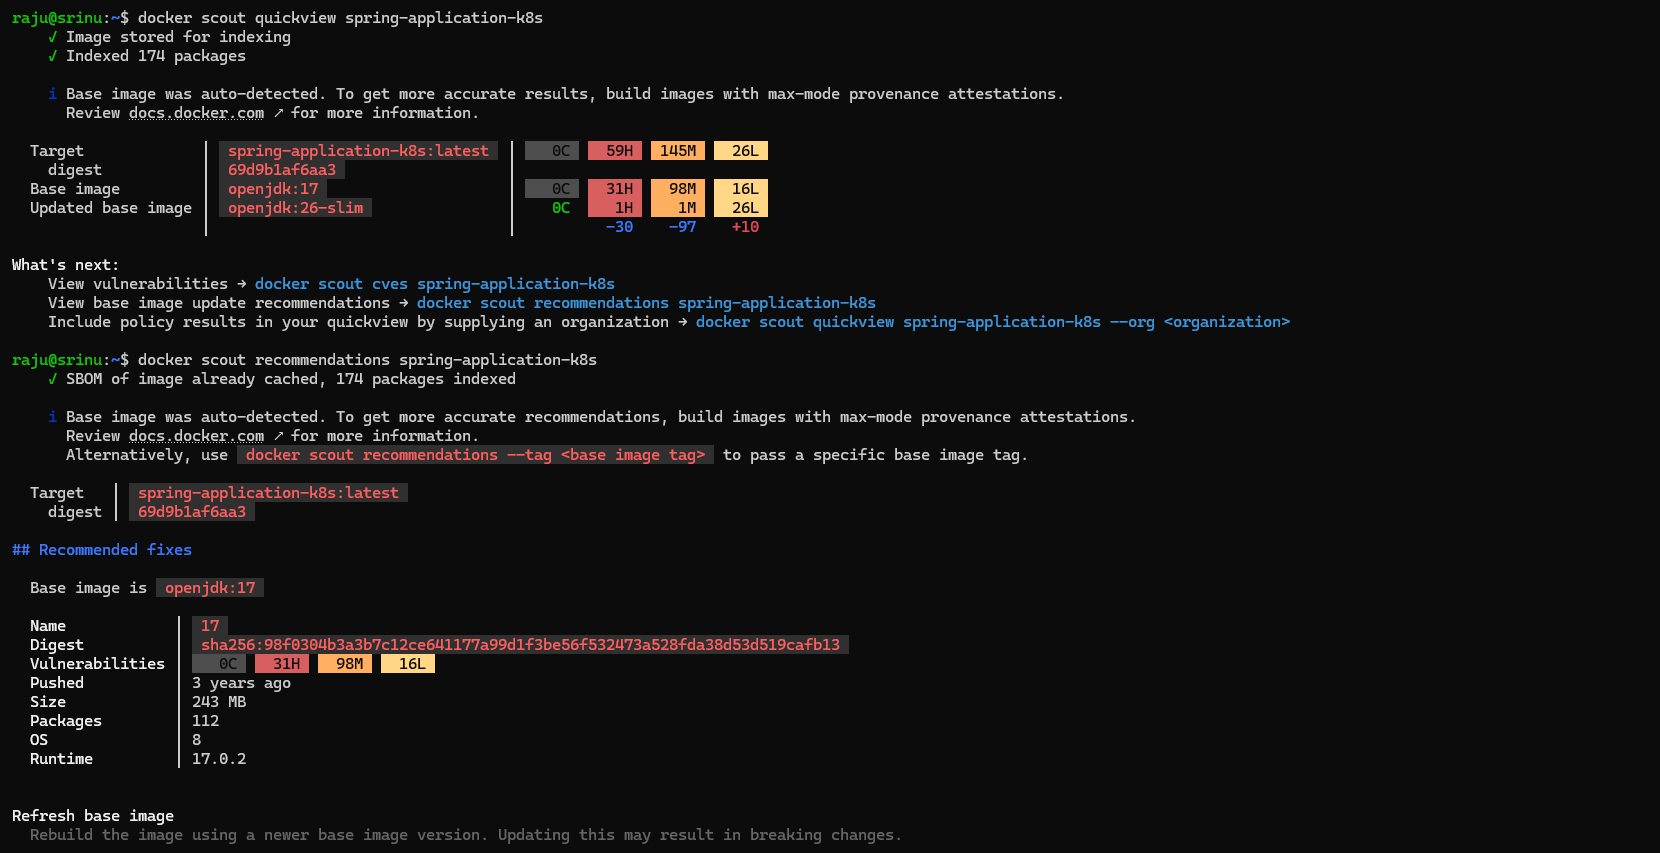 raju@srinu:~$ docker scout quickview spring-application-k8s
✓ Image stored for indexing
✓ Indexed 174 packages
i Base image was auto-detected. To get more accurate results, build images with max-mode provenance attestations.
Review docs.docker.com ↗ for more information.
Target │ spring-application-k8s:latest │ 0C 59H 145M 26L
digest │ 69d9b1af6aa3 │
Base image │ openjdk:17 │ 0C 31H 98M 16L
Updated base image │ openjdk:26-slim │ 0C 1H 1M 26L
│ │ -30 -97 +10
What's next:
View vulnerabilities → docker scout cves spring-application-k8s
View base image update recommendations → docker scout recommendations spring-application-k8s
Include policy results in your quickview by supplying an organization → docker scout quickview spring-application-k8s --org <organization>
raju@srinu:~$ docker scout recommendations spring-application-k8s
✓ SBOM of image already cached, 174 packages indexed
i Base image was auto-detected. To get more accurate recommendations, build images with max-mode provenance attestations.
Review docs.docker.com ↗ for more information.
Alternatively, use docker scout recommendations --tag <base image tag> to pass a specific base image tag.
Target │ spring-application-k8s:latest
digest │ 69d9b1af6aa3
## Recommended fixes
Base image is openjdk:17
Name │ 17
Digest │ sha256:98f0304b3a3b7c12ce641177a99d1f3be56f532473a528fda38d53d519cafb13
Vulnerabilities │ 0C 31H 98M 16L
Pushed │ 3 years ago
Size │ 243 MB
Packages │ 112
OS │ 8
Runtime │ 17.0.2
Refresh base image
Rebuild the image using a newer base image version. Updating this may result in breaking changes.